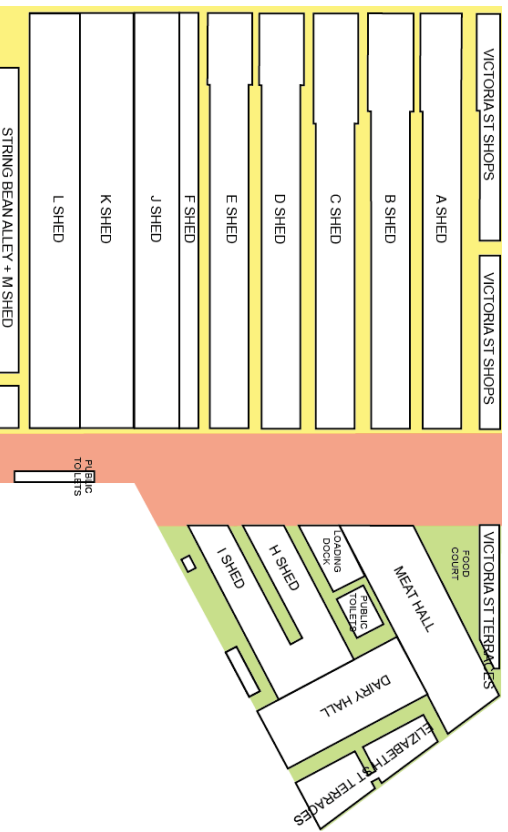 VICTORIA ST SHOPS
A SHED
B SHED
C SHED
D SHED
E SHED
F SHED
J SHED
K SHED
L SHED
STRING BEAN ALLEY + M SHED
VICTORIA ST SHOPS
PUBLIC
TOILETS
VICTORIA ST TERRACES
FOOD
COURT
MEAT HALL
LOADING
DOCK
PUBLIC
TOILETS
H SHED
I SHED
DAIRY HALL
ELIZABETH ST TERRACES